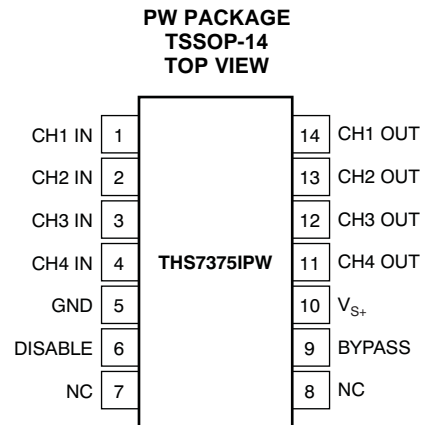 PW PACKAGE
TSSOP-14
TOP VIEW
CH1 IN 1 14 CH1 OUT
CH2 IN 2 13 CH2 OUT
CH3 IN 3 12 CH3 OUT
CH4 IN 4 THS7375IPW 11 CH4 OUT
GND 5 10 VS+
DISABLE 6 9 BYPASS
NC 7 8 NC